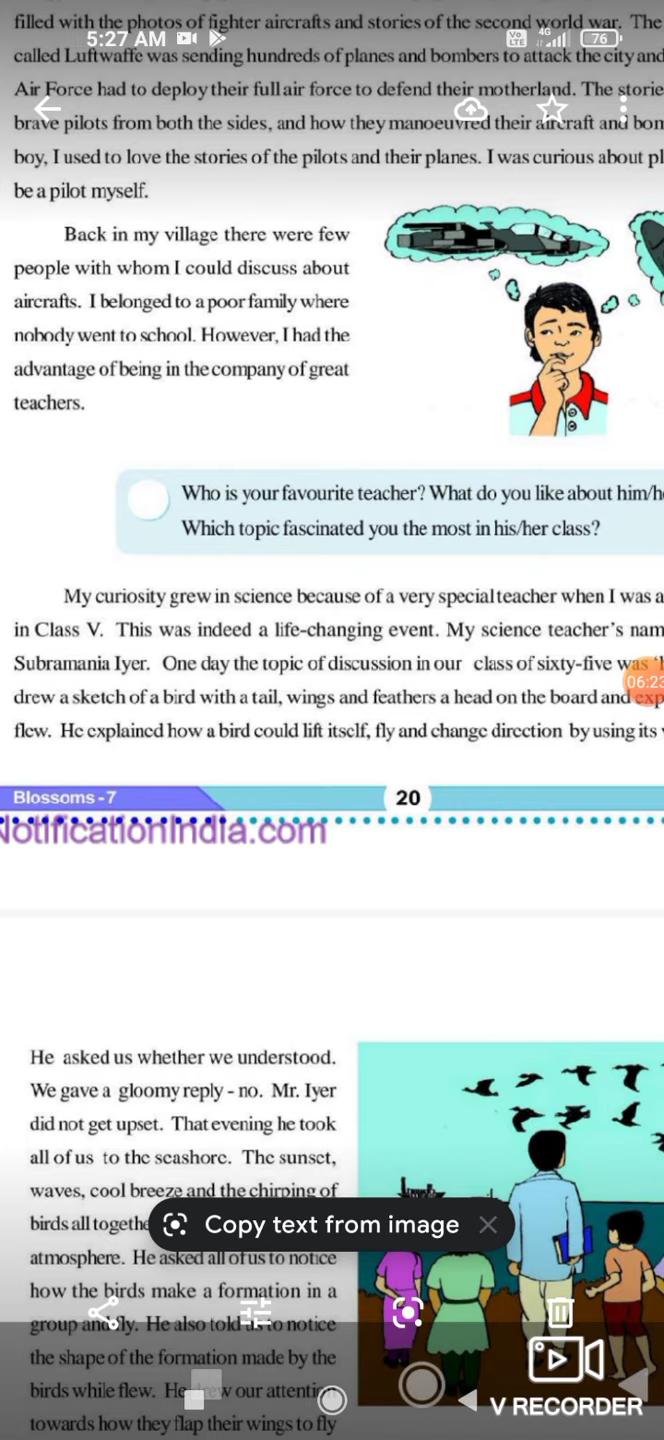 filled with the photos of fighter aircrafts and stories of the second world war. The
5:27 AM
Vo LTE
4G
76
called Luftwaffe was sending hundreds of planes and bombers to attack the city and
Air Force had to deploy their full air force to defend their motherland. The storie
brave pilots from both the sides, and how they manoeuvred their aircraft and bon
boy, I used to love the stories of the pilots and their planes. I was curious about pl
be a pilot myself.
Back in my village there were few
people with whom I could discuss about
aircrafts. I belonged to a poor family where
nobody went to school. However, I had the
advantage of being in the company of great
teachers.
Who is your favourite teacher? What do you like about him/h
Which topic fascinated you the most in his/her class?
My curiosity grew in science because of a very special teacher when I was a
in Class V. This was indeed a life-changing event. My science teacher's nam
Subramania Iyer. One day the topic of discussion in our class of sixty-five was
06:23
drew a sketch of a bird with a tail, wings and feathers a head on the board and exp
flew. He explained how a bird could lift itself, fly and change direction by using its
Blossoms - 7
20
NotificationIndia.com
He asked us whether we understood.
We gave a gloomy reply - no. Mr. Iyer
did not get upset. That evening he took
all of us to the seashore. The sunset,
waves, cool breeze and the chirping of
birds all togethe
Copy text from image
atmosphere. He asked all of us to notice
how the birds make a formation in a
group and fly. He also told us to notice
the shape of the formation made by the
birds while flew. He drew our attention
V RECORDER
towards how they flap their wings to fly